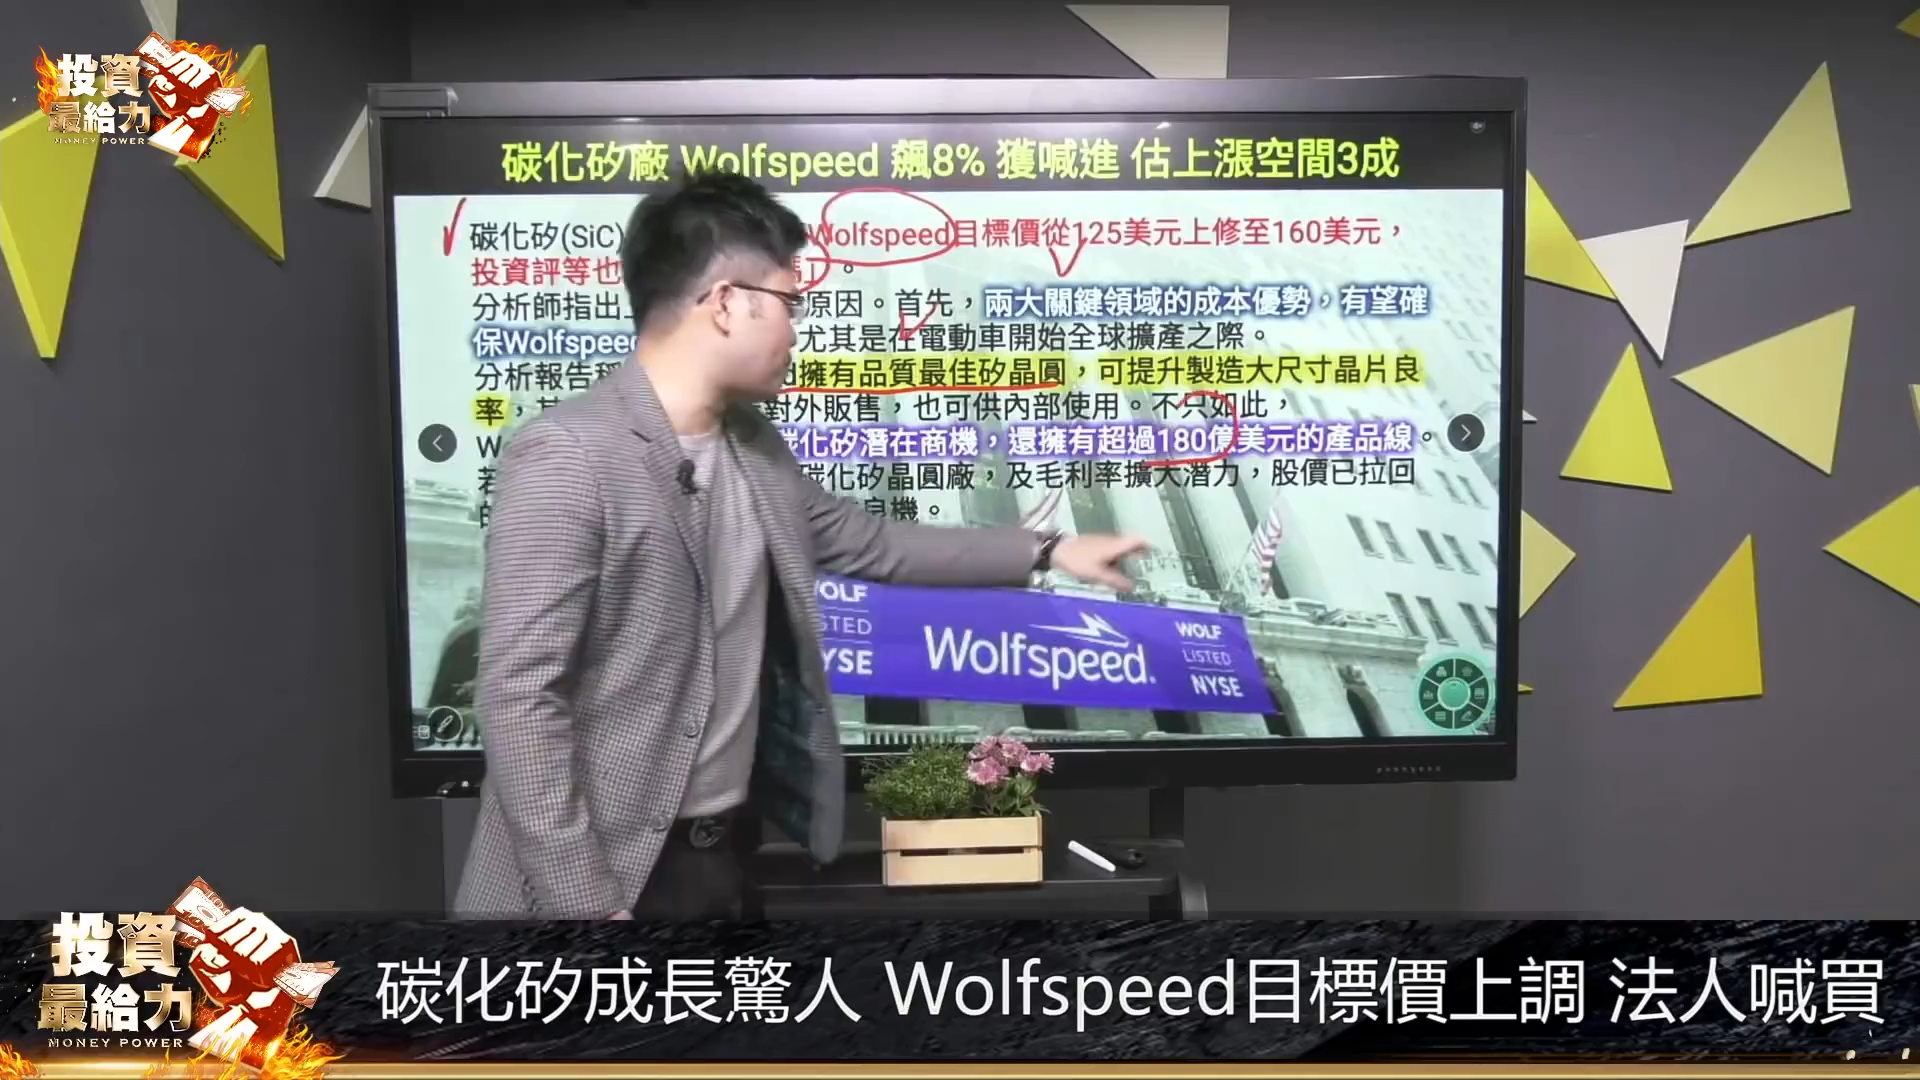 投資
最給力
MONEY POWER
碳化矽廠 Wolfspeed 飆8% 獲喊進 估上漲空間3成
碳化矽(SiC) Wolfspeed目標價從125美元上修至160美元，
投資評等也 」。
分析師指出 原因。首先，兩大關鍵領域的成本優勢，有望確
保Wolfspeed 尤其是在電動車開始全球擴產之際。
分析報告稱 擁有品質最佳矽晶圓，可提升製造大尺寸晶片良
率， 對外販售，也可供內部使用。不只如此，
碳化矽潛在商機，還擁有超過180億美元的產品線。
碳化矽晶圓廠，及毛利率擴大潛力，股價已拉回
良機。
WOLF
LISTED
NYSE
Wolfspeed
WOLF
LISTED
NYSE
投資
最給力
MONEY POWER
碳化矽成長驚人 Wolfspeed目標價上調 法人喊買